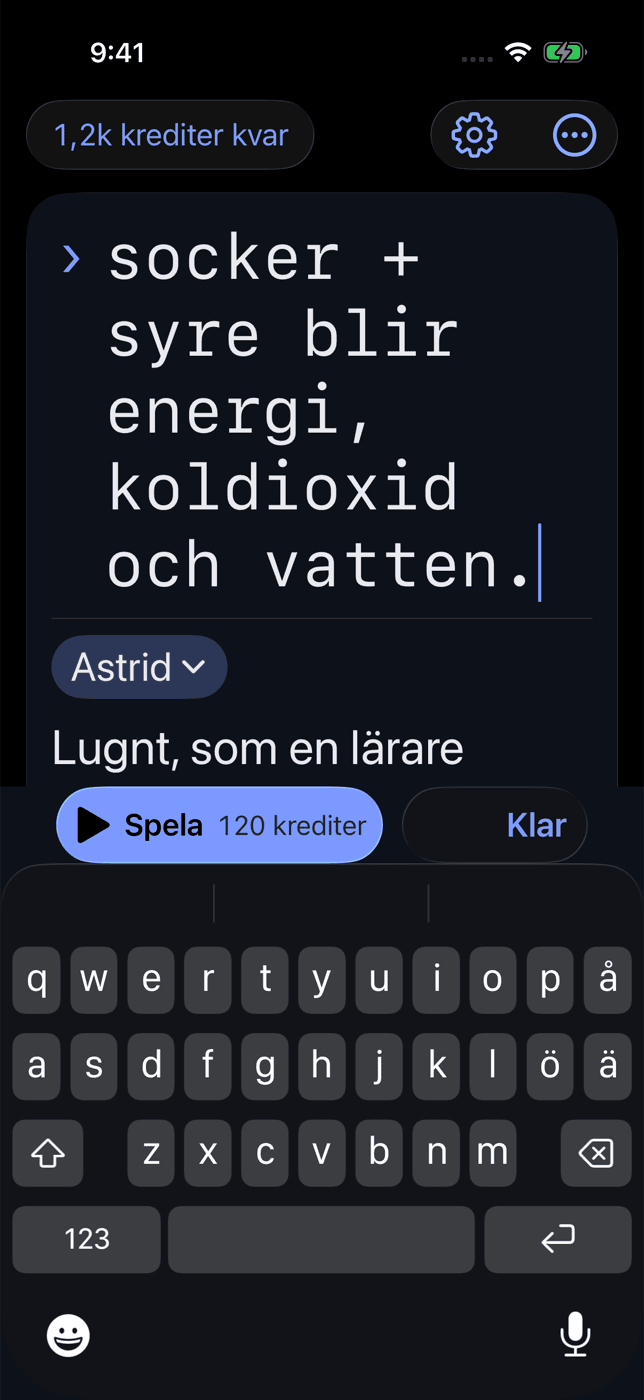 9:41
1,2k krediter kvar
› socker +
syre blir
energi,
koldioxid
och vatten.
Astrid
Lugnt, som en lärare
Spela 120 krediter
Klar
q w e r t y u i o p å
a s d f g h j k l ö ä
z x c v b n m
123